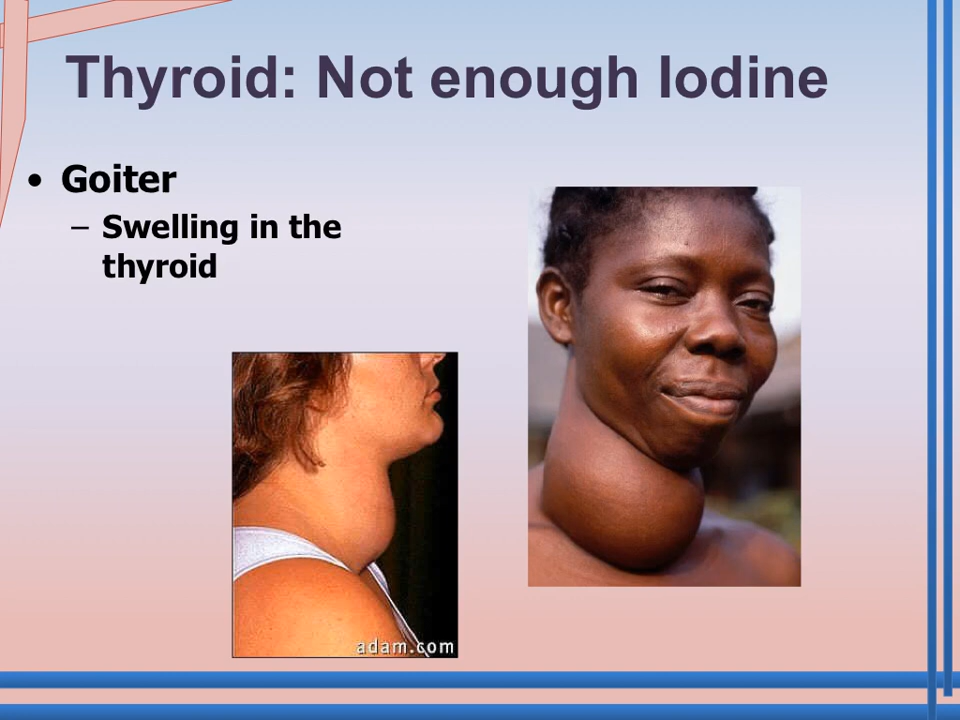 Thyroid: Not enough Iodine
• Goiter
– Swelling in the
thyroid
adam.com